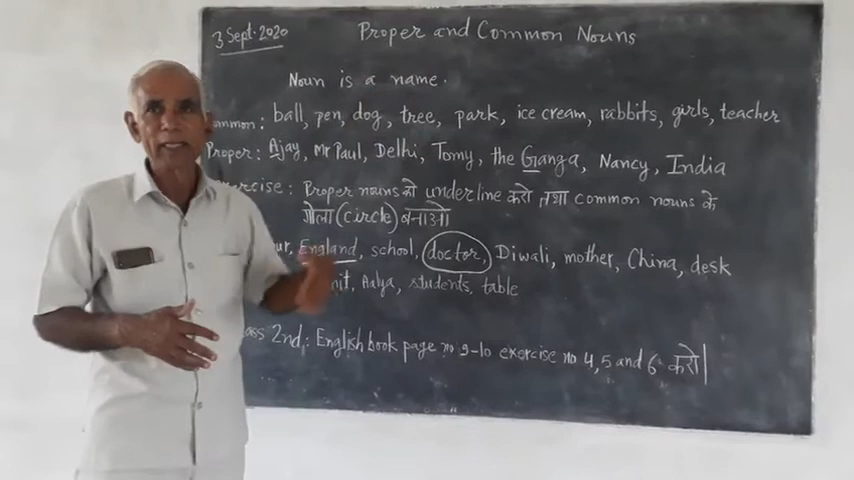 3 Sept. 2020
Proper and Common Nouns
Noun is a name.
ommon: ball, pen, dog, tree, park, ice cream, rabbits, girls, teacher
Proper: Ajay, Mr Paul, Delhi, Tomy, the Ganga, Nancy, India
ercise: Proper nouns को underline करो तथा common nouns के
गोला (circle) बनाओ
ur, England, school, doctor, Diwali, mother, China, desk
it, Aalya, students, table
ass 2nd: English book page no 9-10 exercise no 4, 5 and 6 करो|